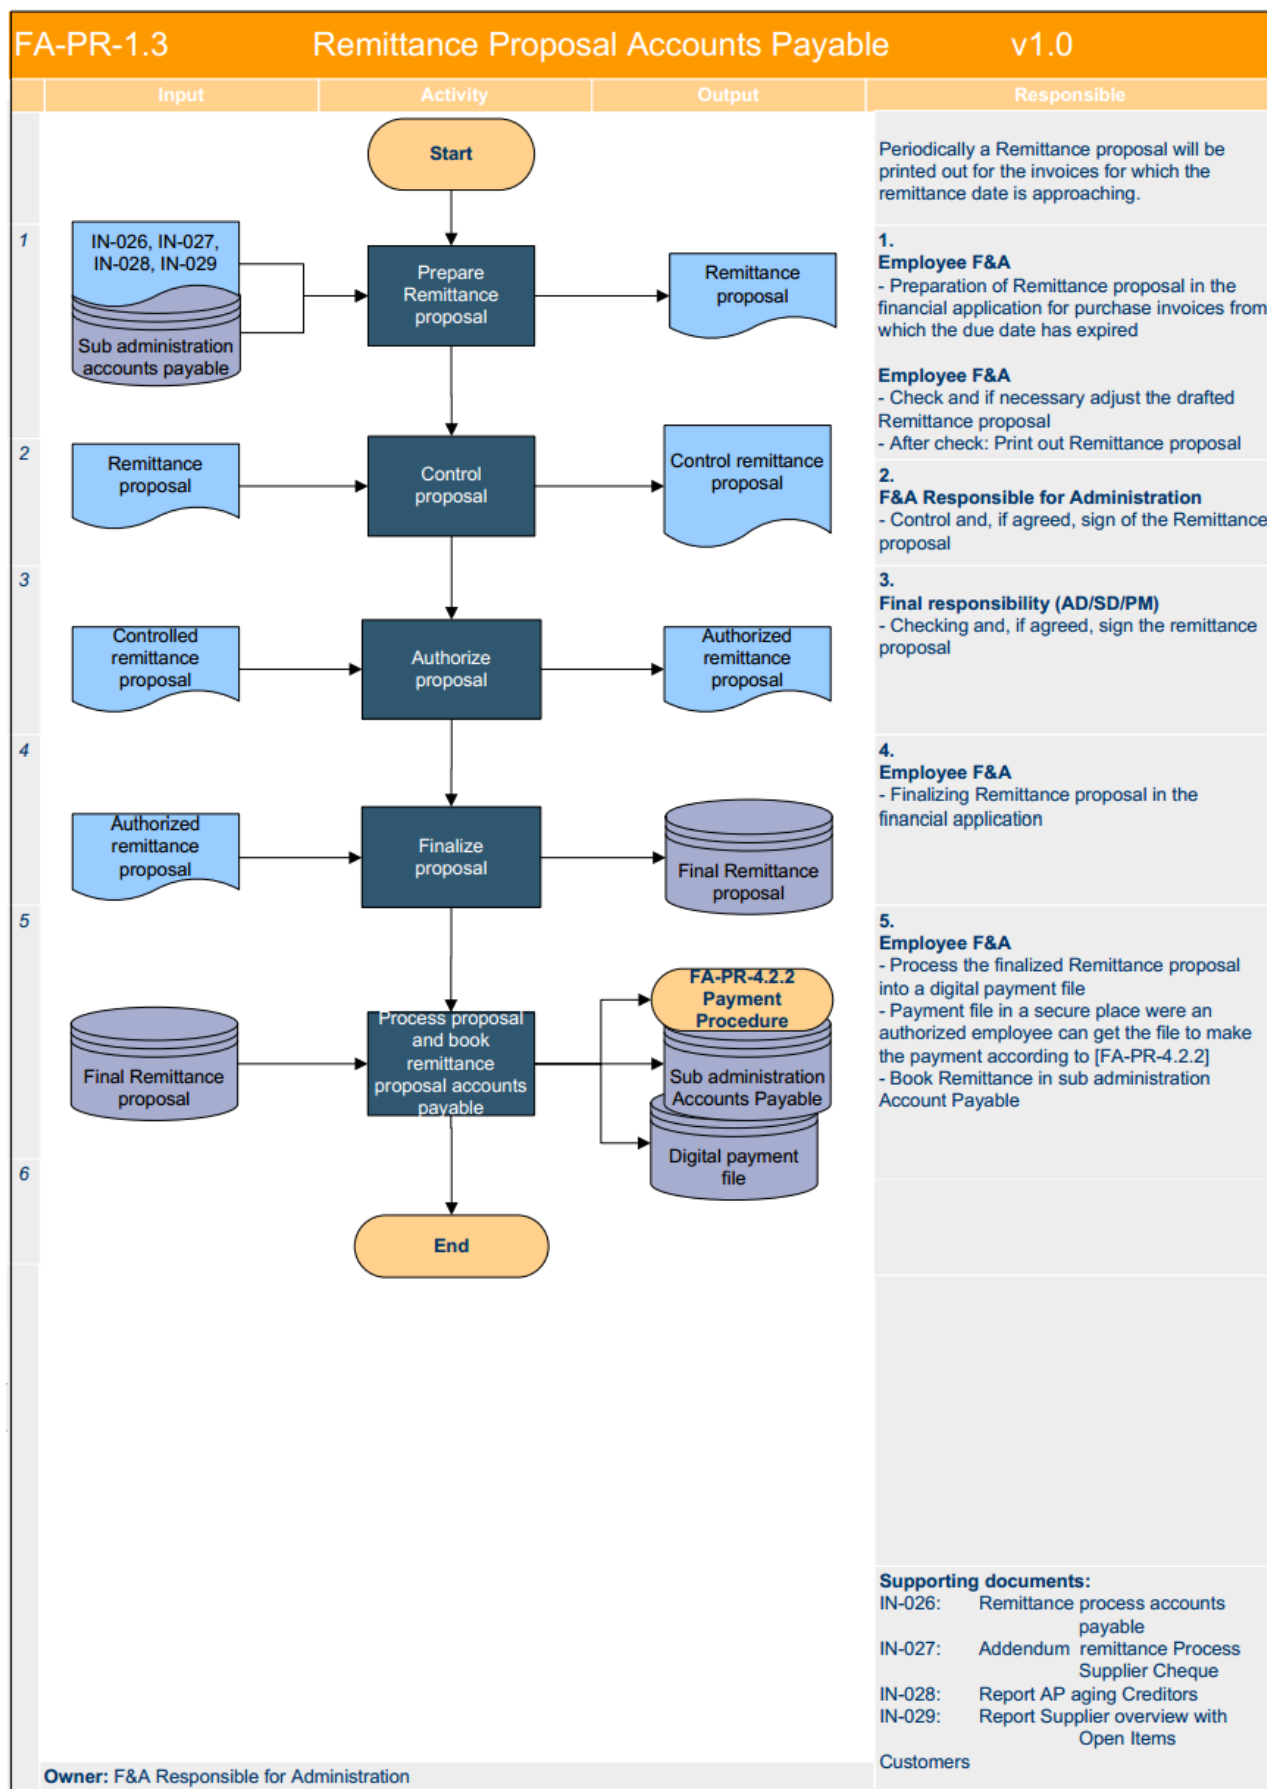 FA-PR-1.3 Remittance Proposal Accounts Payable v1.0
Input Activity Output Responsible
Start
Periodically a Remittance proposal will be
printed out for the invoices for which the
remittance date is approaching.
1
IN-026, IN-027,
IN-028, IN-029
Sub administration
accounts payable
Prepare
Remittance
proposal
Remittance
proposal
1.
Employee F&A
- Preparation of Remittance proposal in the
financial application for purchase invoices from
which the due date has expired
Employee F&A
- Check and if necessary adjust the drafted
Remittance proposal
- After check: Print out Remittance proposal
2
Remittance
proposal
Control
proposal
Control remittance
proposal
2.
F&A Responsible for Administration
- Control and, if agreed, sign of the Remittance
proposal
3
Controlled
remittance
proposal
Authorize
proposal
Authorized
remittance
proposal
3.
Final responsibility (AD/SD/PM)
- Checking and, if agreed, sign the remittance
proposal
4
Authorized
remittance
proposal
Finalize
proposal
Final Remittance
proposal
4.
Employee F&A
- Finalizing Remittance proposal in the
financial application
5
Final Remittance
proposal
Process proposal
and book
remittance
proposal accounts
payable
FA-PR-4.2.2
Payment
Procedure
Sub administration
Accounts Payable
Digital payment
file
5.
Employee F&A
- Process the finalized Remittance proposal
into a digital payment file
- Payment file in a secure place were an
authorized employee can get the file to make
the payment according to [FA-PR-4.2.2]
- Book Remittance in sub administration
Account Payable
6
End
Supporting documents:
IN-026: Remittance process accounts
payable
IN-027: Addendum remittance Process
Supplier Cheque
IN-028: Report AP aging Creditors
IN-029: Report Supplier overview with
Open Items
Customers
Owner: F&A Responsible for Administration